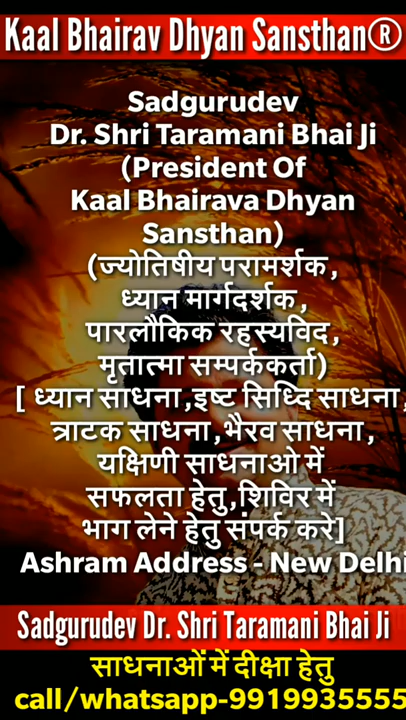 Kaal Bhairav Dhyan Sansthan®
Sadgurudev
Dr. Shri Taramani Bhai Ji
(President Of
Kaal Bhairava Dhyan
Sansthan)
(ज्योतिषीय परामर्शक,
ध्यान मार्गदर्शक,
पारलौकिक रहस्यविद,
मृतात्मा सम्पर्ककर्ता)
[ ध्यान साधना,इष्ट सिध्दि साधना,
त्राटक साधना,भैरव साधना,
यक्षिणी साधनाओ में
सफलता हेतु,शिविर में
भाग लेने हेतु संपर्क करे]
Ashram Address - New Delhi
Sadgurudev Dr. Shri Taramani Bhai Ji
साधनाओं में दीक्षा हेतु
call/whatsapp-9919935555